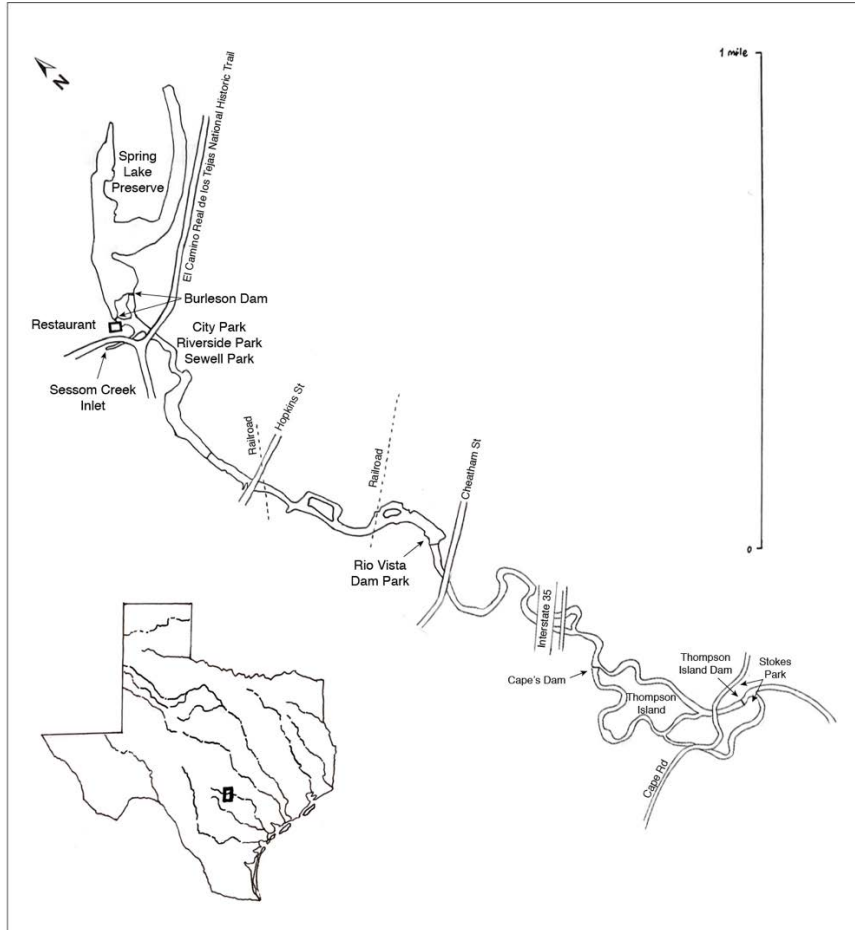 1 mile
N
El Camino Real de los Tejas National Historic Trail
Spring
Lake
Preserve
Burleson Dam
Restaurant
City Park
Riverside Park
Sewell Park
Sessom Creek
Inlet
Railroad
Hopkins St
Railroad
Cheatham St
0
Rio Vista
Dam Park
Interstate 35
Cape's Dam
Thompson
Island Dam
Stokes
Park
Thompson
Island
Cape Rd